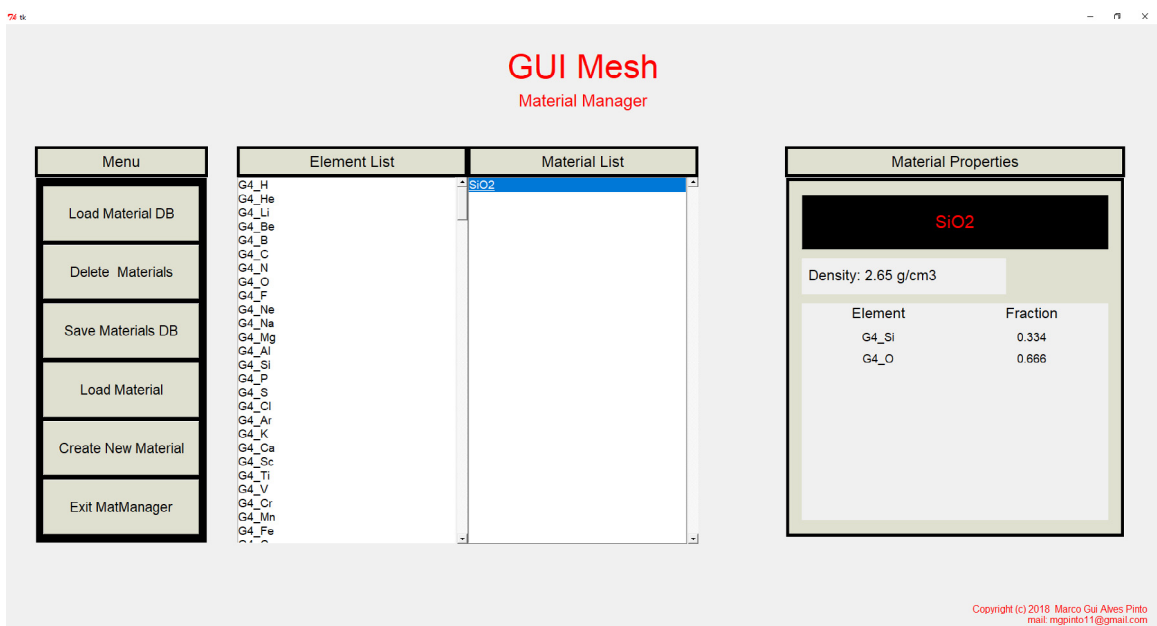 tk
GUI Mesh
Material Manager
Menu
Load Material DB
Delete Materials
Save Materials DB
Load Material
Create New Material
Exit MatManager
Element List
G4_H
G4_He
G4_Li
G4_Be
G4_B
G4_C
G4_N
G4_O
G4_F
G4_Ne
G4_Na
G4_Mg
G4_Al
G4_Si
G4_P
G4_S
G4_Cl
G4_Ar
G4_K
G4_Ca
G4_Sc
G4_Ti
G4_V
G4_Cr
G4_Mn
G4_Fe
Material List
SiO2
Material Properties
SiO2
Density: 2.65 g/cm3
Element Fraction
G4_Si 0.334
G4_O 0.666
Copyright (c) 2018 Marco Gui Alves Pinto
mail: mgpinto11@gmail.com